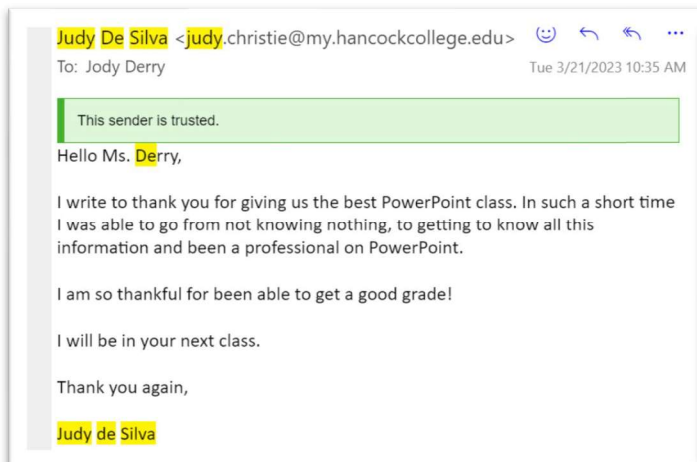 Judy De Silva <judy.christie@my.hancockcollege.edu>
To: Jody Derry
Tue 3/21/2023 10:35 AM
This sender is trusted.
Hello Ms. Derry,
I write to thank you for giving us the best PowerPoint class. In such a short time
I was able to go from not knowing nothing, to getting to know all this
information and been a professional on PowerPoint.
I am so thankful for been able to get a good grade!
I will be in your next class.
Thank you again,
Judy de Silva